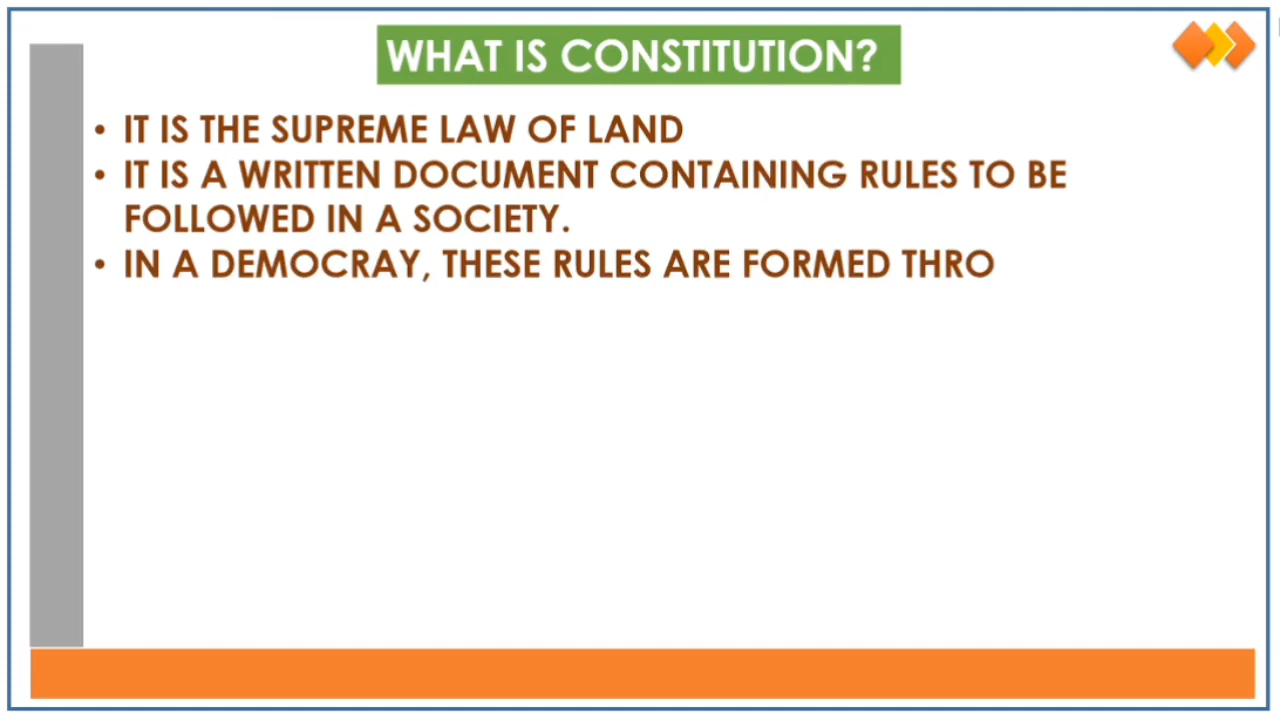 WHAT IS CONSTITUTION?
• IT IS THE SUPREME LAW OF LAND
• IT IS A WRITTEN DOCUMENT CONTAINING RULES TO BE
FOLLOWED IN A SOCIETY.
• IN A DEMOCRAY, THESE RULES ARE FORMED THRO